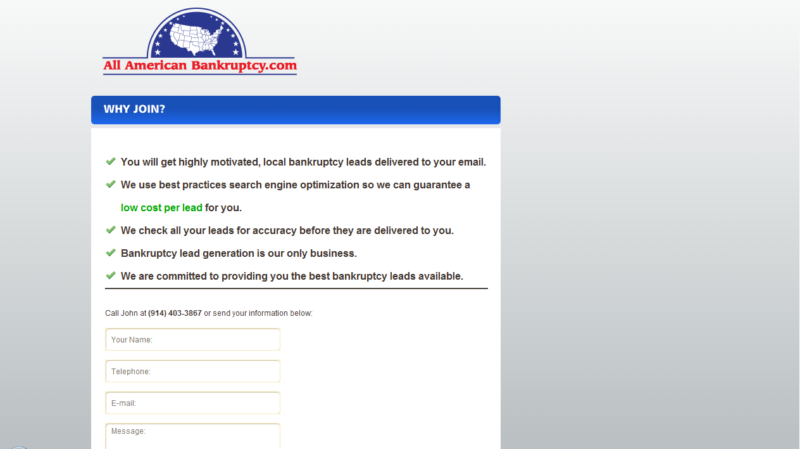 All American Bankruptcy.com
WHY JOIN?
You will get highly motivated, local bankruptcy leads delivered to your email.
We use best practices search engine optimization so we can guarantee a
low cost per lead for you.
We check all your leads for accuracy before they are delivered to you.
Bankruptcy lead generation is our only business.
We are committed to providing you the best bankruptcy leads available.
Call John at (914) 403-3867 or send your information below:
Your Name:
Telephone:
E-mail:
Message: